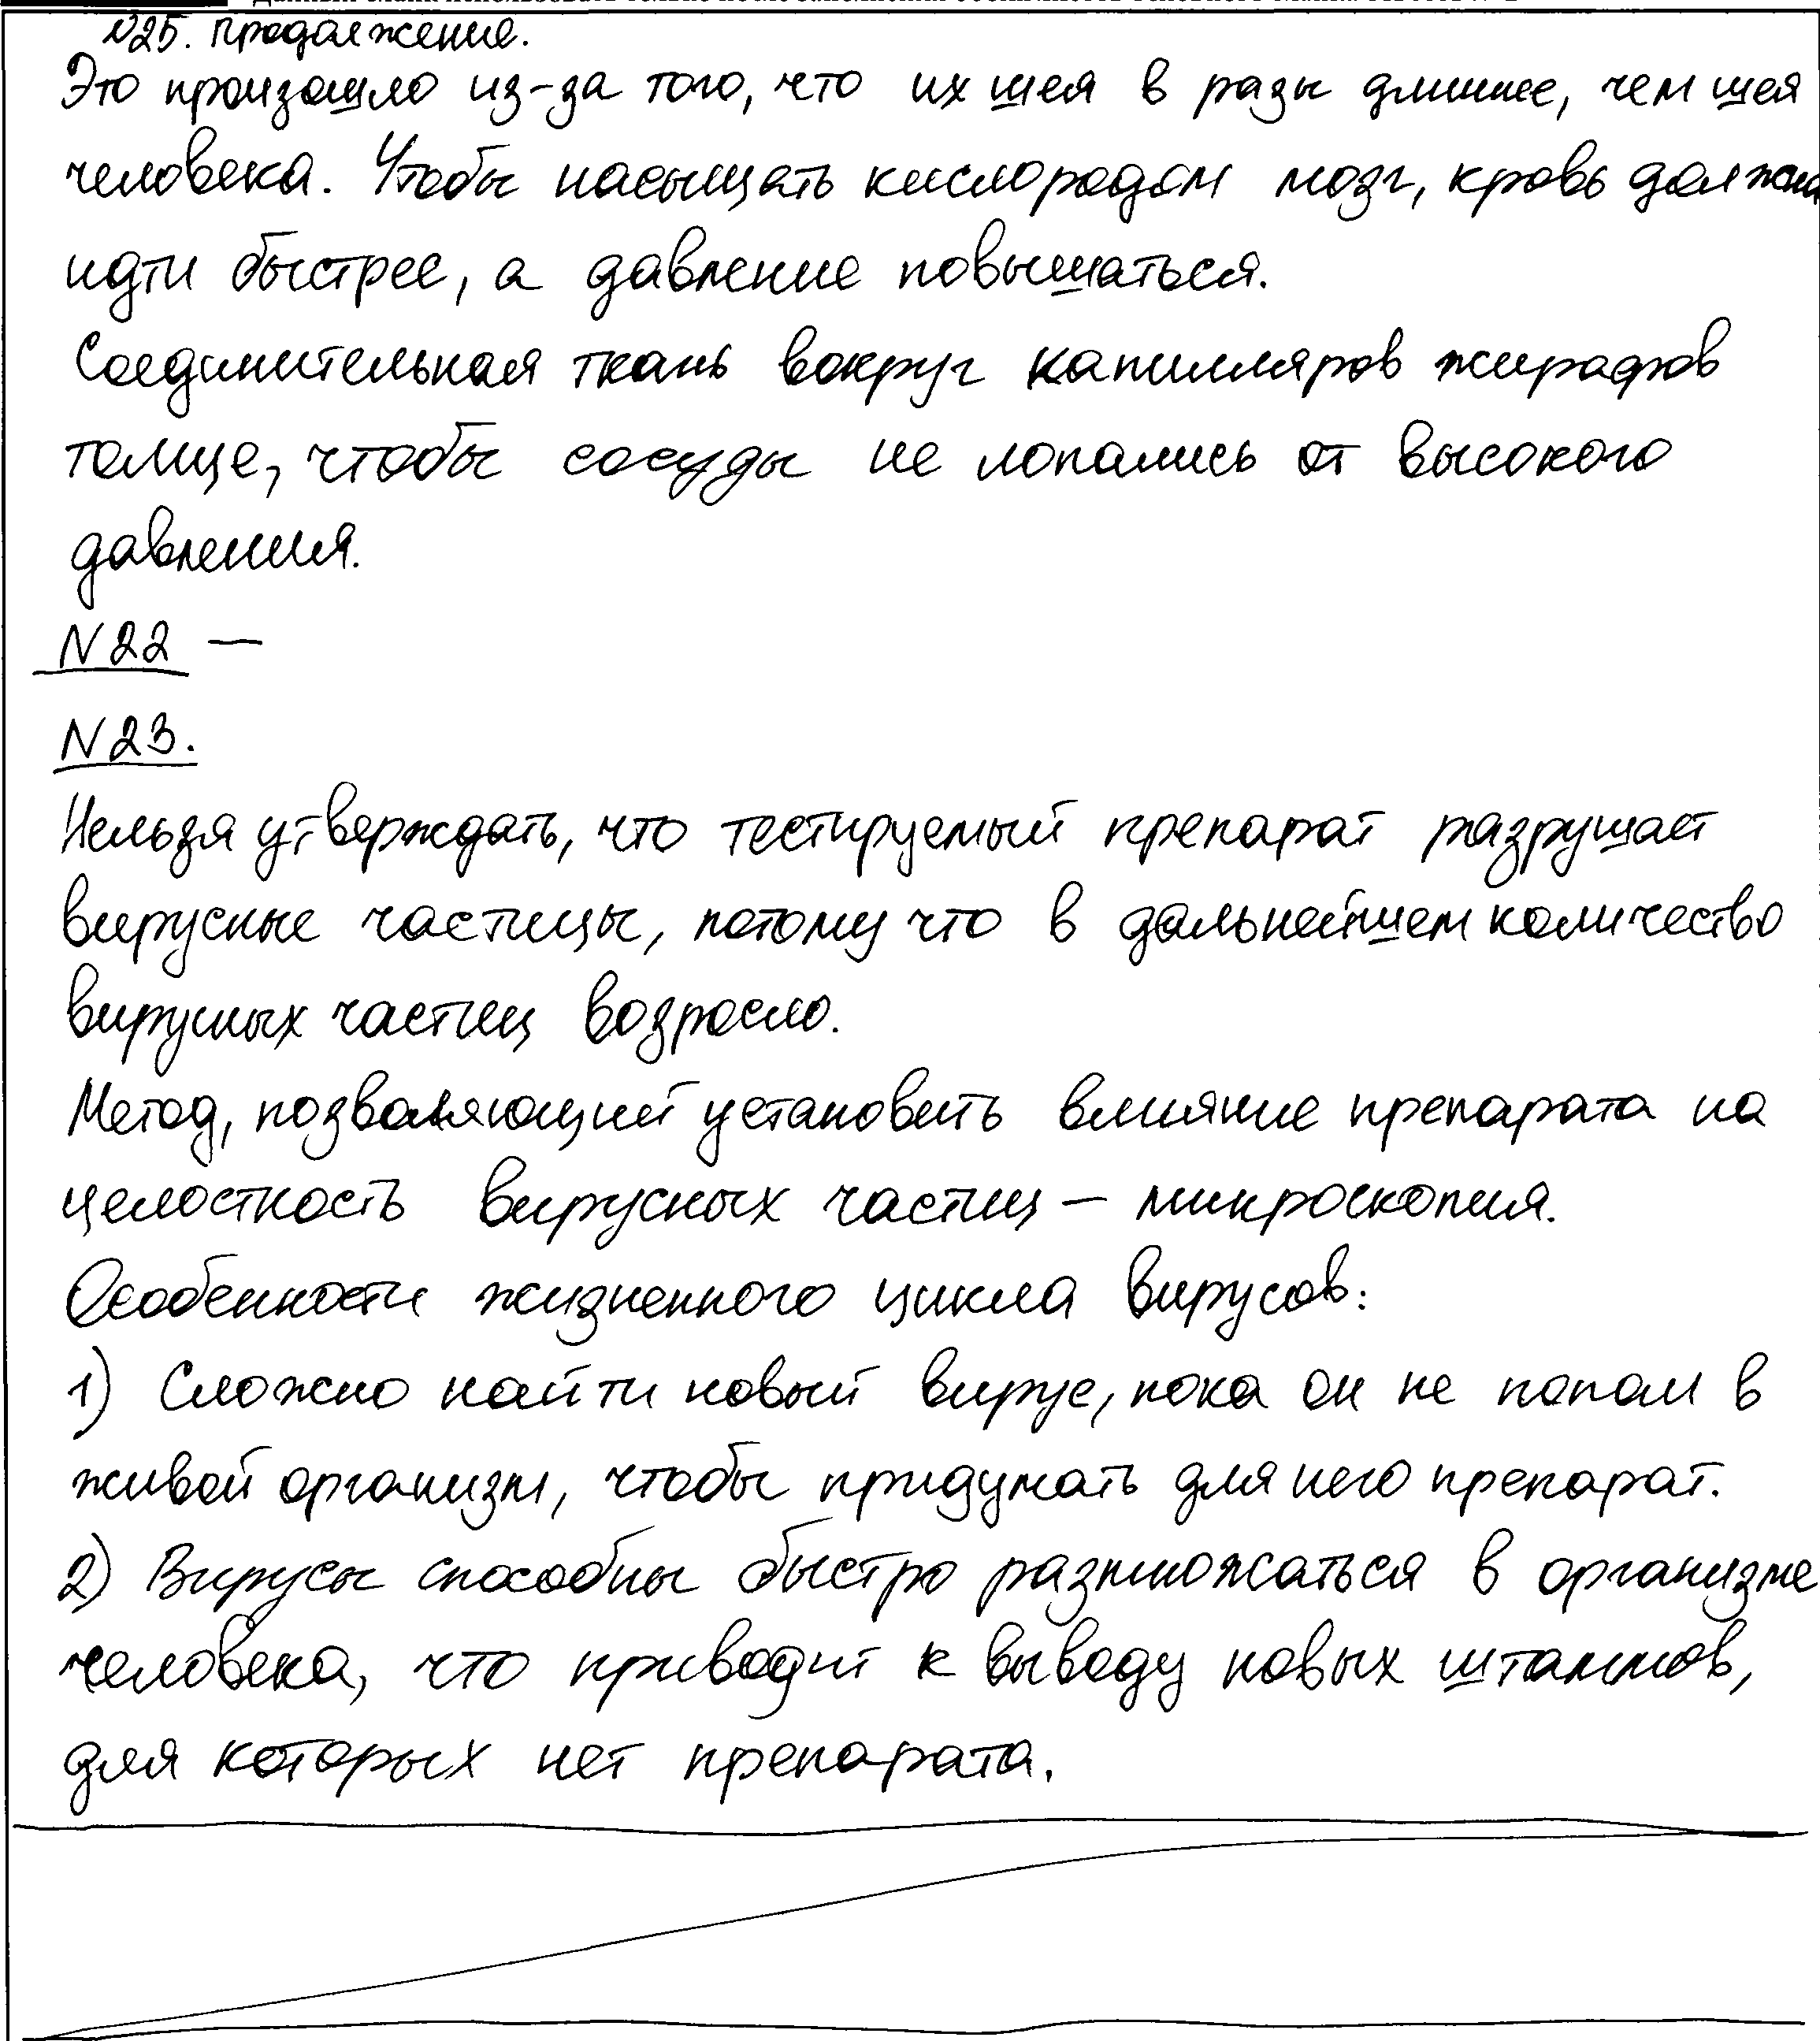 №25. Продолжение.
Это произошло из-за того, что их шея в разы длиннее, чем шея
человека. Чтобы насыщать кислородом мозг, кровь должна
идти быстрее, а давление повышаться.
Соединительная ткань вокруг капилляров жирафов
толще, чтобы сосуды не лопались от высокого
давления.
N22 —
N23.
Нельзя утверждать, что тестируемый препарат разрушает
вирусные частицы, потому что в дальнейшем количество
вирусных частиц возросло.
Метод, позволяющий установить влияние препарата на
целостность вирусных частиц — микроскопия.
Особенности жизненного цикла вирусов:
1) Сложно найти новый вирус, пока он не попал в
живой организм, чтобы придумать для него препарат.
2) Вирусы способны быстро размножаться в организме
человека, что приводит к выводу новых штаммов,
для которых нет препарата.